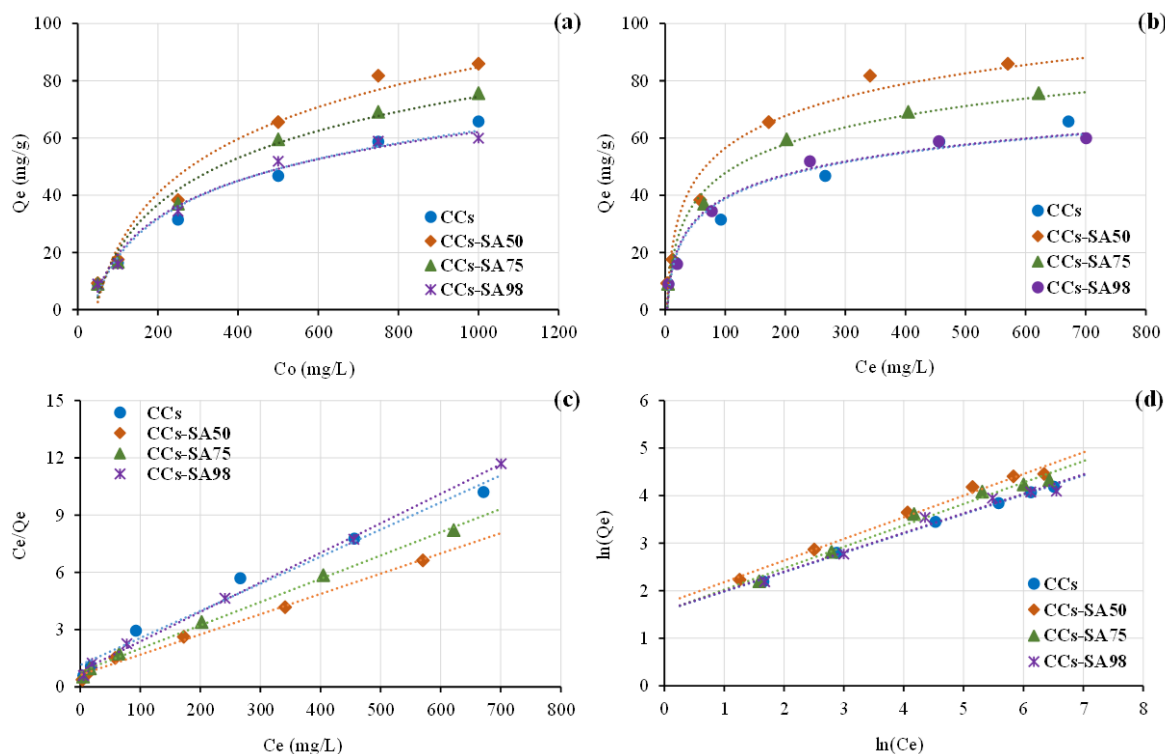 (a)
100
80
60
40
20
0
Qe (mg/g)
CCs
CCs-SA50
CCs-SA75
CCs-SA98
0 200 400 600 800 1000 1200
Co (mg/L)
(b)
100
80
60
40
20
0
Qe (mg/g)
CCs
CCs-SA50
CCs-SA75
CCs-SA98
0 100 200 300 400 500 600 700 800
Ce (mg/L)
(c)
15
12
9
6
3
0
Ce/Qe
CCs
CCs-SA50
CCs-SA75
CCs-SA98
0 100 200 300 400 500 600 700 800
Ce (mg/L)
(d)
6
5
4
3
2
1
0
ln(Qe)
CCs
CCs-SA50
CCs-SA75
CCs-SA98
0 1 2 3 4 5 6 7 8
ln(Ce)